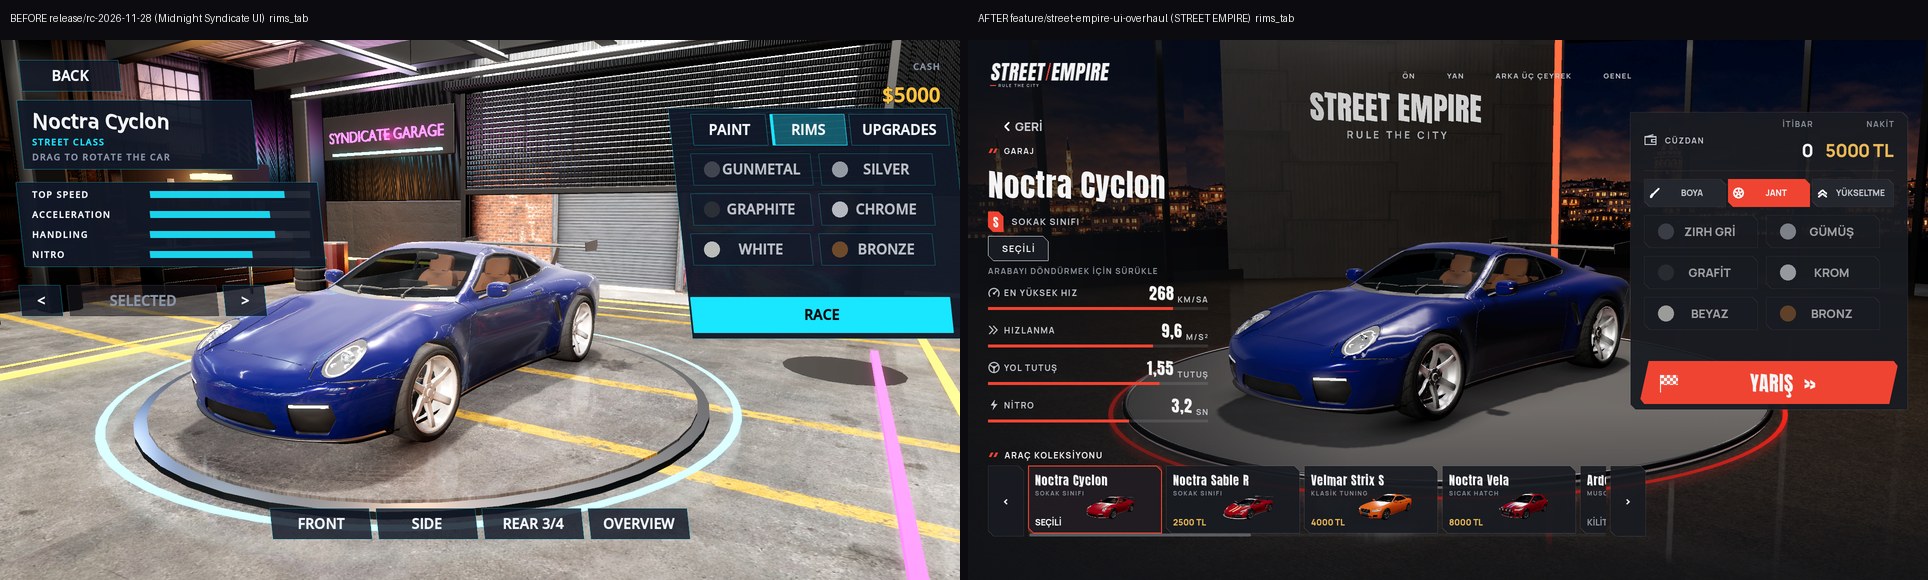 BEFORE release/rc-2026-11-28 (Midnight Syndicate UI) rims_tab
BACK
CASH
$5000
Noctra Cyclon
STREET CLASS
DRAG TO ROTATE THE CAR
SYNDICATE GARAGE
PAINT RIMS UPGRADES
GUNMETAL SILVER
GRAPHITE CHROME
WHITE BRONZE
RACE
TOP SPEED
ACCELERATION
HANDLING
NITRO
< SELECTED >
FRONT SIDE REAR 3/4 OVERVIEW
AFTER feature/street-empire-ui-overhaul (STREET EMPIRE) rims_tab
STREET/EMPIRE
RULE THE CITY
ÖN YAN ARKA ÜÇ ÇEYREK GENEL
STREET EMPIRE
RULE THE CITY
GERİ
GARAJ
Noctra Cyclon
S SOKAK SINIFI
SEÇİLİ
ARABAYI DÖNDÜRMEK İÇİN SÜRÜKLE
EN YÜKSEK HIZ 268 KM/SA
HIZLANMA 9,6 M/S²
YOL TUTUŞ 1,55 TUTUŞ
NİTRO 3,2 SN
İTİBAR NAKİT
CÜZDAN 0 5000 TL
BOYA JANT YÜKSELTME
ZIRH GRİ GÜMÜŞ
GRAFİT KROM
BEYAZ BRONZ
YARIŞ »
ARAÇ KOLEKSİYONU
Noctra Cyclon
SOKAK SINIFI
SEÇİLİ
Noctra Sable R
SOKAK SINIFI
2500 TL
Velmar Strix S
KLASİK TUNING
4000 TL
Noctra Vela
SICAK HATCH
8000 TL